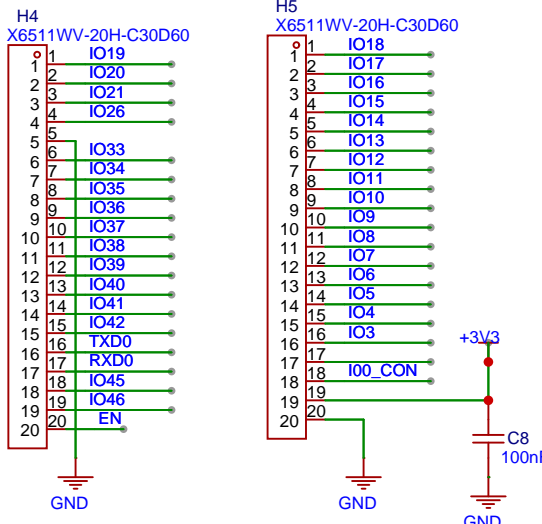 H4
X6511WV-20H-C30D60
1 1 IO19
2 2 IO20
3 3 IO21
4 4 IO26
5 5
6 6 IO33
7 7 IO34
8 8 IO35
9 9 IO36
10 10 IO37
11 11 IO38
12 12 IO39
13 13 IO40
14 14 IO41
15 15 IO42
16 16 TXD0
17 17 RXD0
18 18 IO45
19 19 IO46
20 20 EN
GND
H5
X6511WV-20H-C30D60
1 1 IO18
2 2 IO17
3 3 IO16
4 4 IO15
5 5 IO14
6 6 IO13
7 7 IO12
8 8 IO11
9 9 IO10
10 10 IO9
11 11 IO8
12 12 IO7
13 13 IO6
14 14 IO5
15 15 IO4
16 16 IO3
17 17
18 18 I00_CON
19 19
20 20
GND
+3V3
C8
100nF
GND